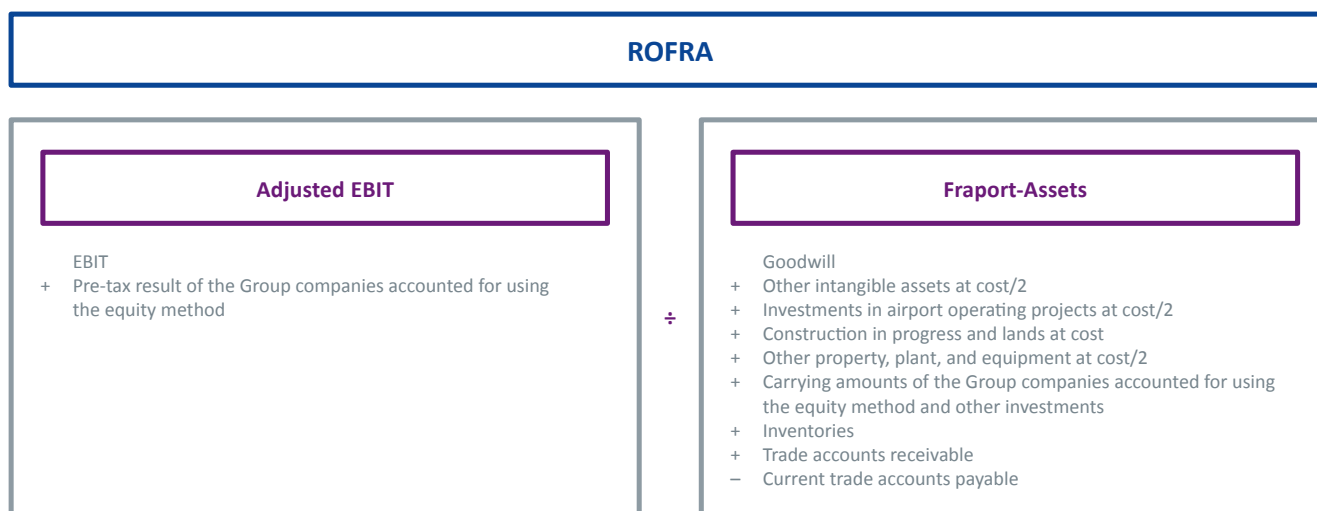 ROFRA
Adjusted EBIT
EBIT
+ Pre-tax result of the Group companies accounted for using
the equity method
÷
Fraport-Assets
Goodwill
+ Other intangible assets at cost/2
+ Investments in airport operating projects at cost/2
+ Construction in progress and lands at cost
+ Other property, plant, and equipment at cost/2
+ Carrying amounts of the Group companies accounted for using
the equity method and other investments
+ Inventories
+ Trade accounts receivable
– Current trade accounts payable